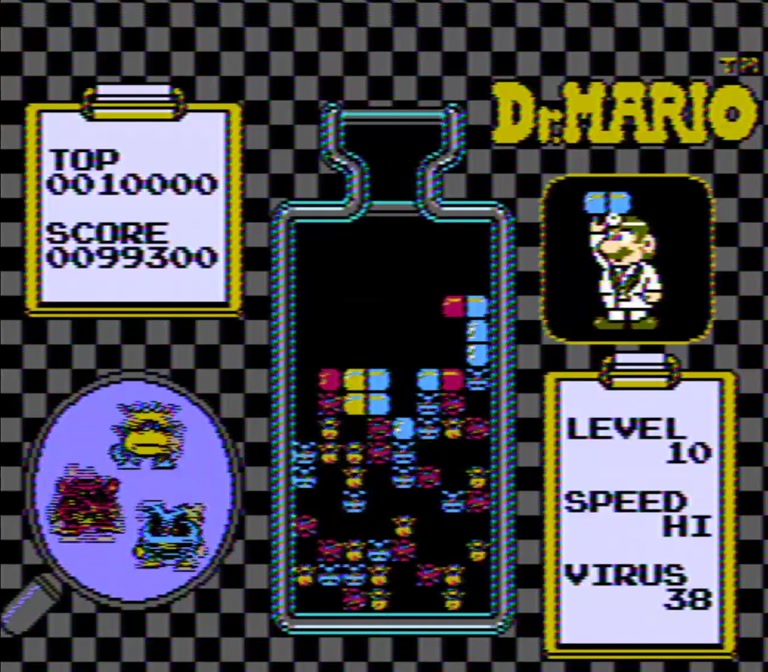 TM
Dr. MARIO
TOP
0010000
SCORE
0099300
LEVEL
10
SPEED
HI
VIRUS
38